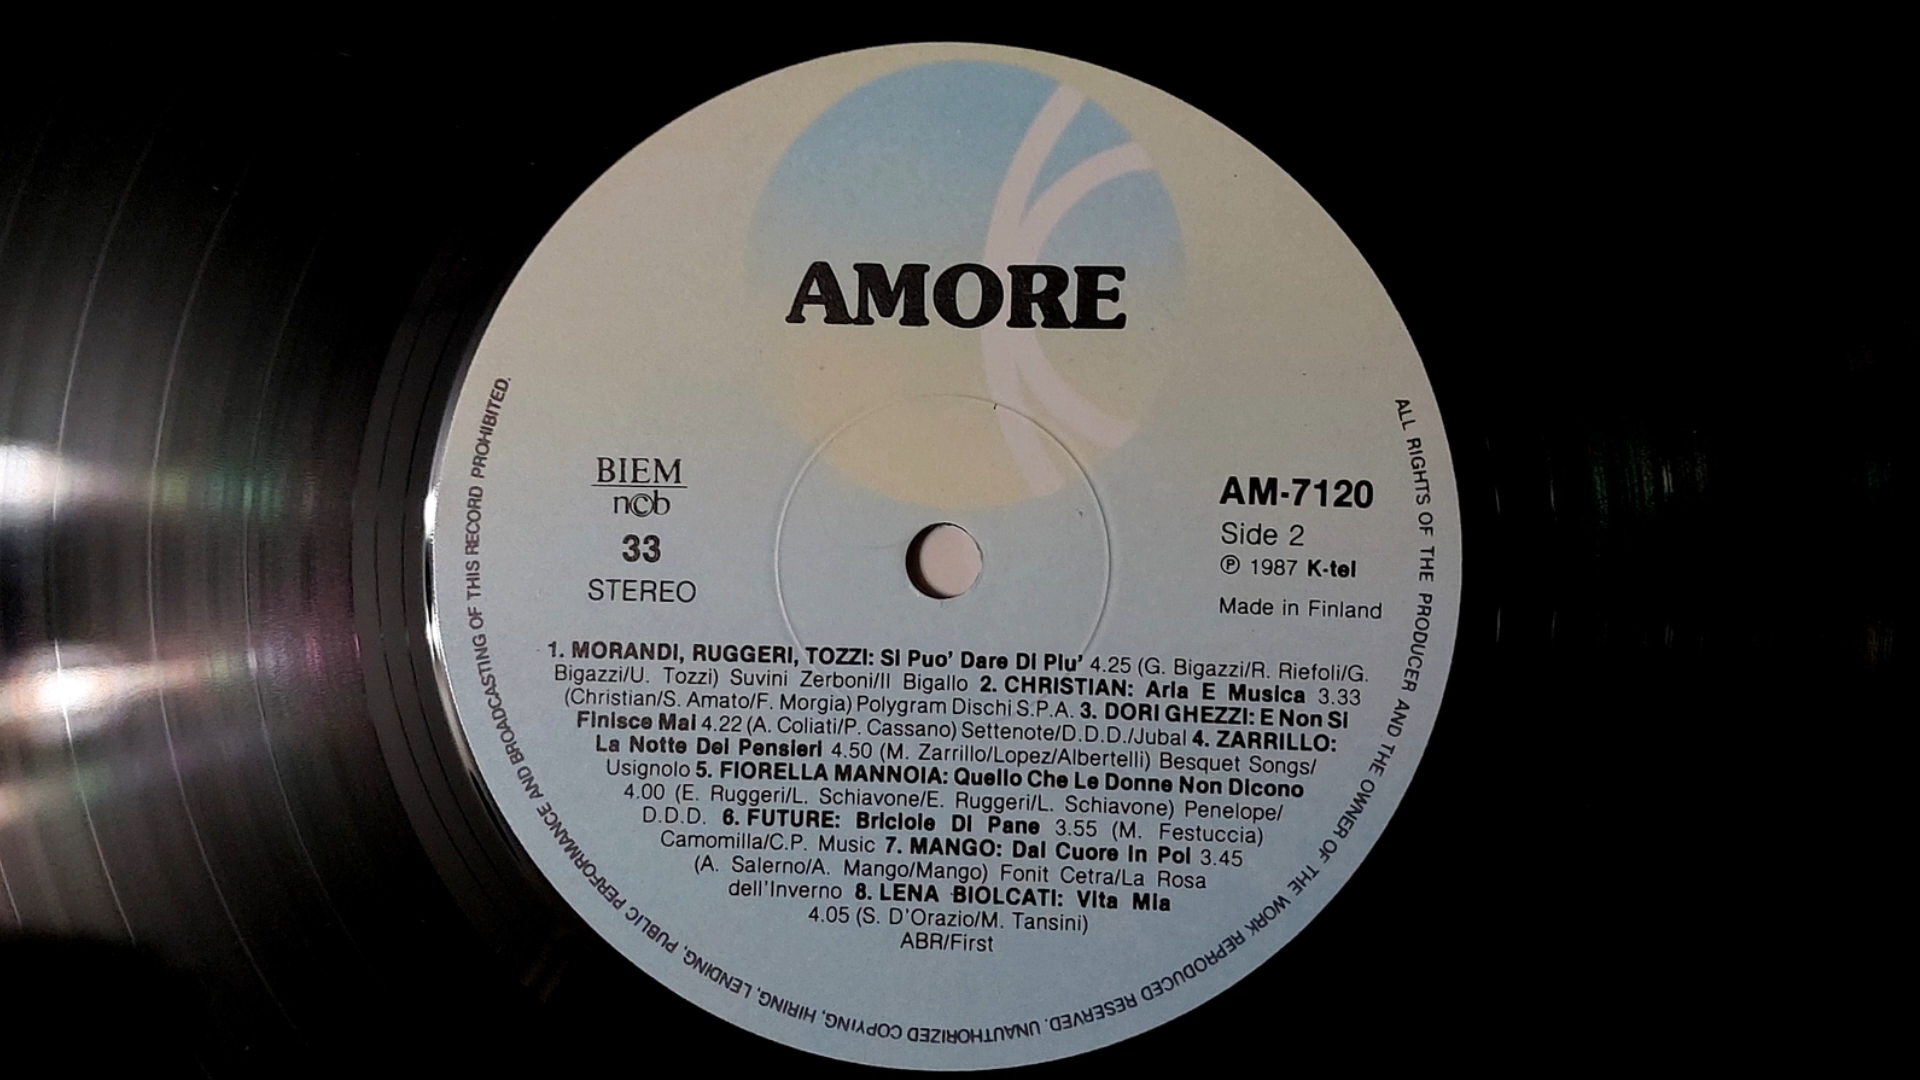 AMORE
BIEM
ncb
33
STEREO
AM-7120
Side 2
℗ 1987 K-tel
Made in Finland
1. MORANDI, RUGGERI, TOZZI: Si Puo' Dare Di Piu' 4.25 (G. Bigazzi/R. Riefoli/G.
Bigazzi/U. Tozzi) Suvini Zerboni/Il Bigallo 2. CHRISTIAN: Aria E Musica 3.33
(Christian/S. Amato/F. Morgia) Polygram Dischi S.P.A. 3. DORI GHEZZI: E Non Si
Finisce Mai 4.22 (A. Coliati/P. Cassano) Settenote/D.D.D./Jubal 4. ZARRILLO:
La Notte Dei Pensieri 4.50 (M. Zarrillo/Lopez/Albertelli) Besquet Songs/
Usignolo 5. FIORELLA MANNOIA: Quello Che Le Donne Non Dicono
4.00 (E. Ruggeri/L. Schiavone/E. Ruggeri/L. Schiavone) Penelope/
D.D.D. 6. FUTURE: Briciole Di Pane 3.55 (M. Festuccia)
Camomilla/C.P. Music 7. MANGO: Dal Cuore In Poi 3.45
(A. Salerno/A. Mango/Mango) Fonit Cetra/La Rosa
dell'Inverno 8. LENA BIOLCATI: Vita Mia
4.05 (S. D'Orazio/M. Tansini)
ABR/First
ALL RIGHTS OF THE PRODUCER AND THE OWNER OF THE WORK REPRODUCED RESERVED. UNAUTHORIZED COPYING, HIRING, LENDING, PUBLIC PERFORMANCE AND BROADCASTING OF THIS RECORD PROHIBITED.